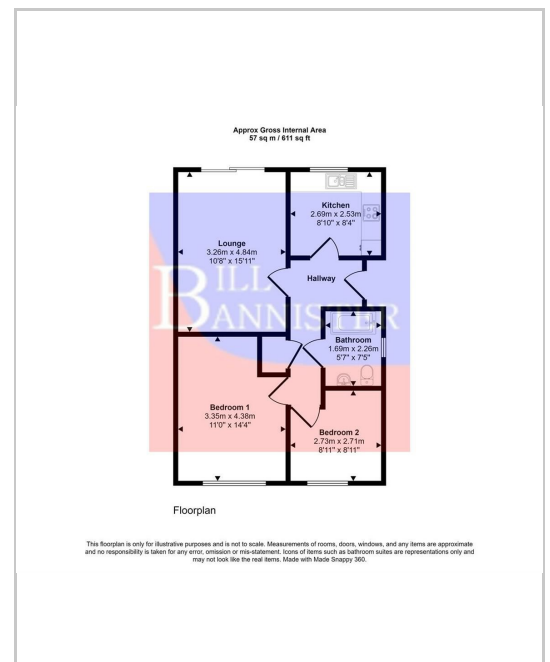 Approx Gross Internal Area
57 sq m / 611 sq ft
Kitchen
2.69m x 2.53m
8'10" x 8'4"
Lounge
3.26m x 4.84m
10'8" x 15'11"
Hallway
BILL
BANNISTER
Bathroom
1.69m x 2.26m
5'7" x 7'5"
Bedroom 1
3.35m x 4.38m
11'0" x 14'4"
Bedroom 2
2.73m x 2.71m
8'11" x 8'11"
Floorplan
This floorplan is only for illustrative purposes and is not to scale. Measurements of rooms, doors, windows, and any items are approximate
and no responsibility is taken for any error, omission or mis-statement. Icons of items such as bathroom suites are representations only and
may not look like the real items. Made with Made Snappy 360.